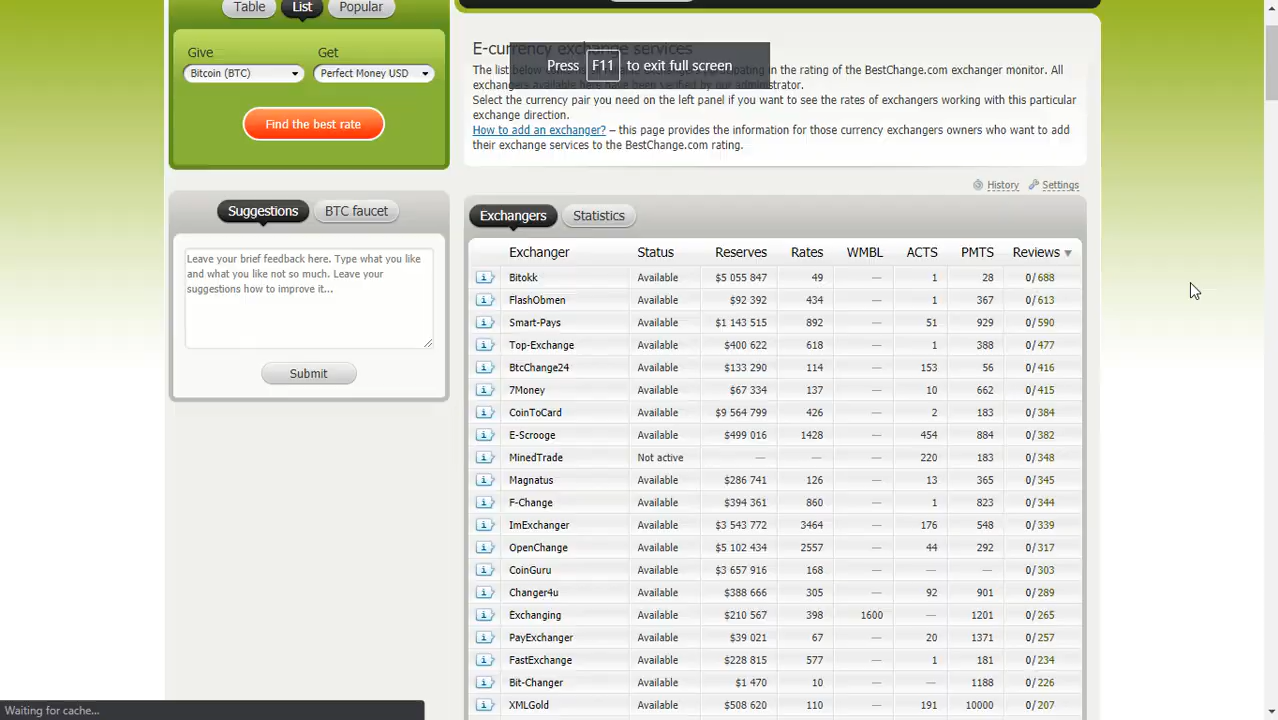 Table List Popular
Give Get
Bitcoin (BTC) Perfect Money USD
Find the best rate
E-currency exchange services
Press F11 to exit full screen
The list below participating in the rating of the BestChange.com exchanger monitor. All
exchangers available here have been verified by our administrator.
Select the currency pair you need on the left panel if you want to see the rates of exchangers working with this particular
exchange direction.
How to add an exchanger? – this page provides the information for those currency exchangers owners who want to add
their exchange services to the BestChange.com rating.
History Settings
Suggestions BTC faucet
Leave your brief feedback here. Type what you like
and what you like not so much. Leave your
suggestions how to improve it...
Submit
Exchangers Statistics
Exchanger Status Reserves Rates WMBL ACTS PMTS Reviews
Bitokk Available $5 055 847 49 — 1 28 0/688
FlashObmen Available $92 392 434 — 1 367 0/613
Smart-Pays Available $1 143 515 892 — 51 929 0/590
Top-Exchange Available $400 622 618 — 1 388 0/477
BtcChange24 Available $133 290 114 — 153 56 0/416
7Money Available $67 334 137 — 10 662 0/415
CoinToCard Available $9 564 799 426 — 2 183 0/384
E-Scrooge Available $499 016 1428 — 454 884 0/382
MinedTrade Not active — — — 220 183 0/348
Magnatus Available $286 741 126 — 13 365 0/345
F-Change Available $394 361 860 — 1 823 0/344
ImExchanger Available $3 543 772 3464 — 176 548 0/339
OpenChange Available $5 102 434 2557 — 44 292 0/317
CoinGuru Available $3 657 916 168 — — — 0/303
Changer4u Available $388 666 305 — 92 901 0/289
Exchanging Available $210 567 398 1600 — 1201 0/265
PayExchanger Available $39 021 67 — 20 1371 0/257
FastExchange Available $228 815 577 — 1 181 0/234
Bit-Changer Available $1 470 10 — — 1188 0/226
XMLGold Available $508 620 110 — 191 10000 0/207
Waiting for cache...